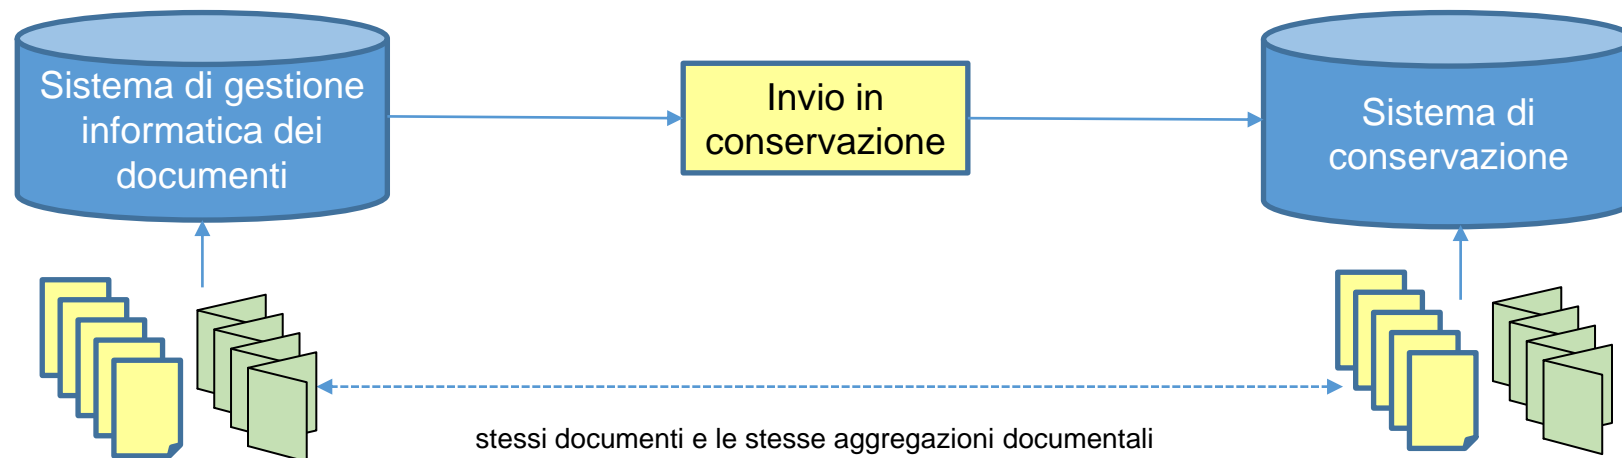 Sistema di gestione
informatica dei
documenti
Invio in
conservazione
Sistema di
conservazione
stessi documenti e le stesse aggregazioni documentali